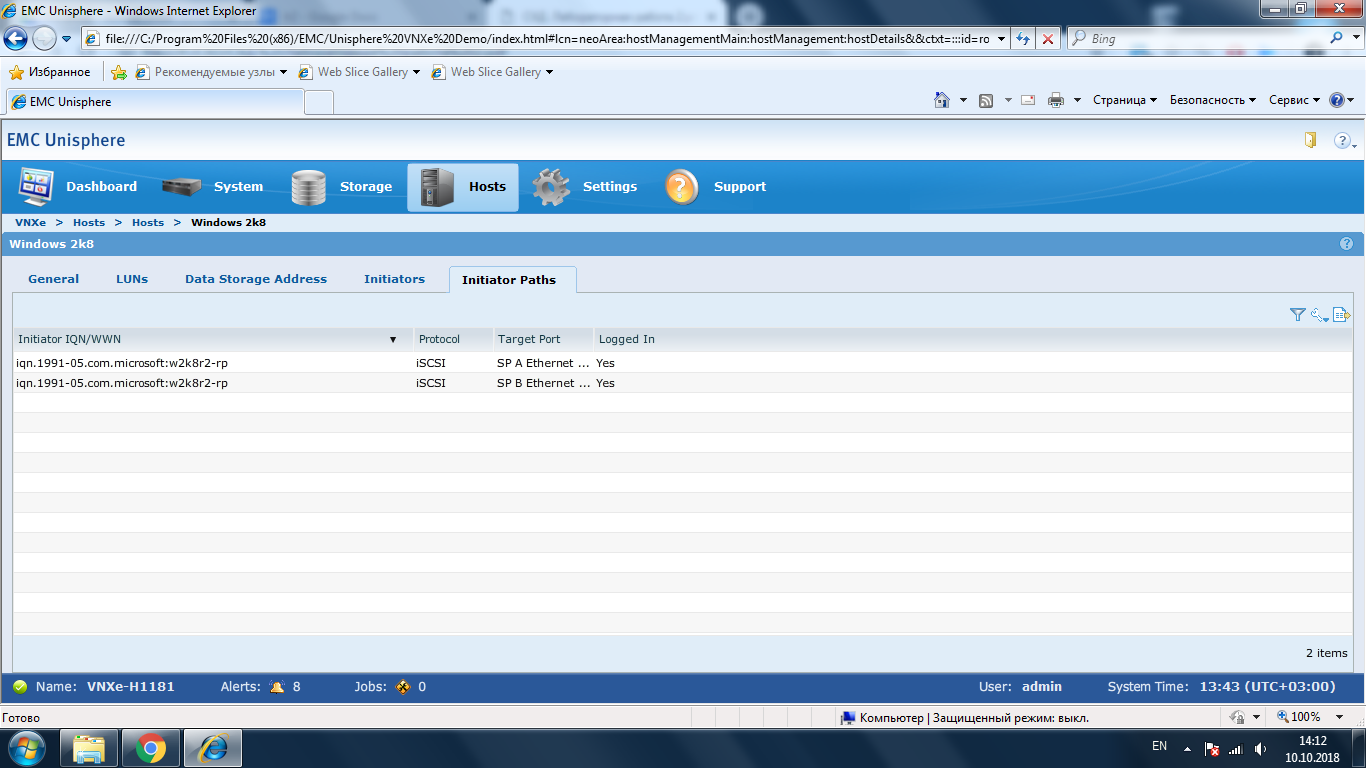 EMC Unisphere - Windows Internet Explorer
file:///C:/Program%20Files%20(x86)/EMC/Unisphere%20VNXe%20Demo/index.html#lcn=neoArea:hostManagementMain:hostManagement:hostDetails&&ctxt=:::id=ro
Bing
Избранное Рекомендуемые узлы Web Slice Gallery Web Slice Gallery
EMC Unisphere Страница Безопасность Сервис
EMC Unisphere
Dashboard System Storage Hosts Settings Support
VNXe > Hosts > Hosts > Windows 2k8
Windows 2k8
General LUNs Data Storage Address Initiators Initiator Paths
Initiator IQN/WWN Protocol Target Port Logged In
iqn.1991-05.com.microsoft:w2k8r2-rp iSCSI SP A Ethernet ... Yes
iqn.1991-05.com.microsoft:w2k8r2-rp iSCSI SP B Ethernet ... Yes
2 items
Name: VNXe-H1181 Alerts: 8 Jobs: 0 User: admin System Time: 13:43 (UTC+03:00)
Готово Компьютер | Защищенный режим: выкл. 100%
EN 14:12
10.10.2018